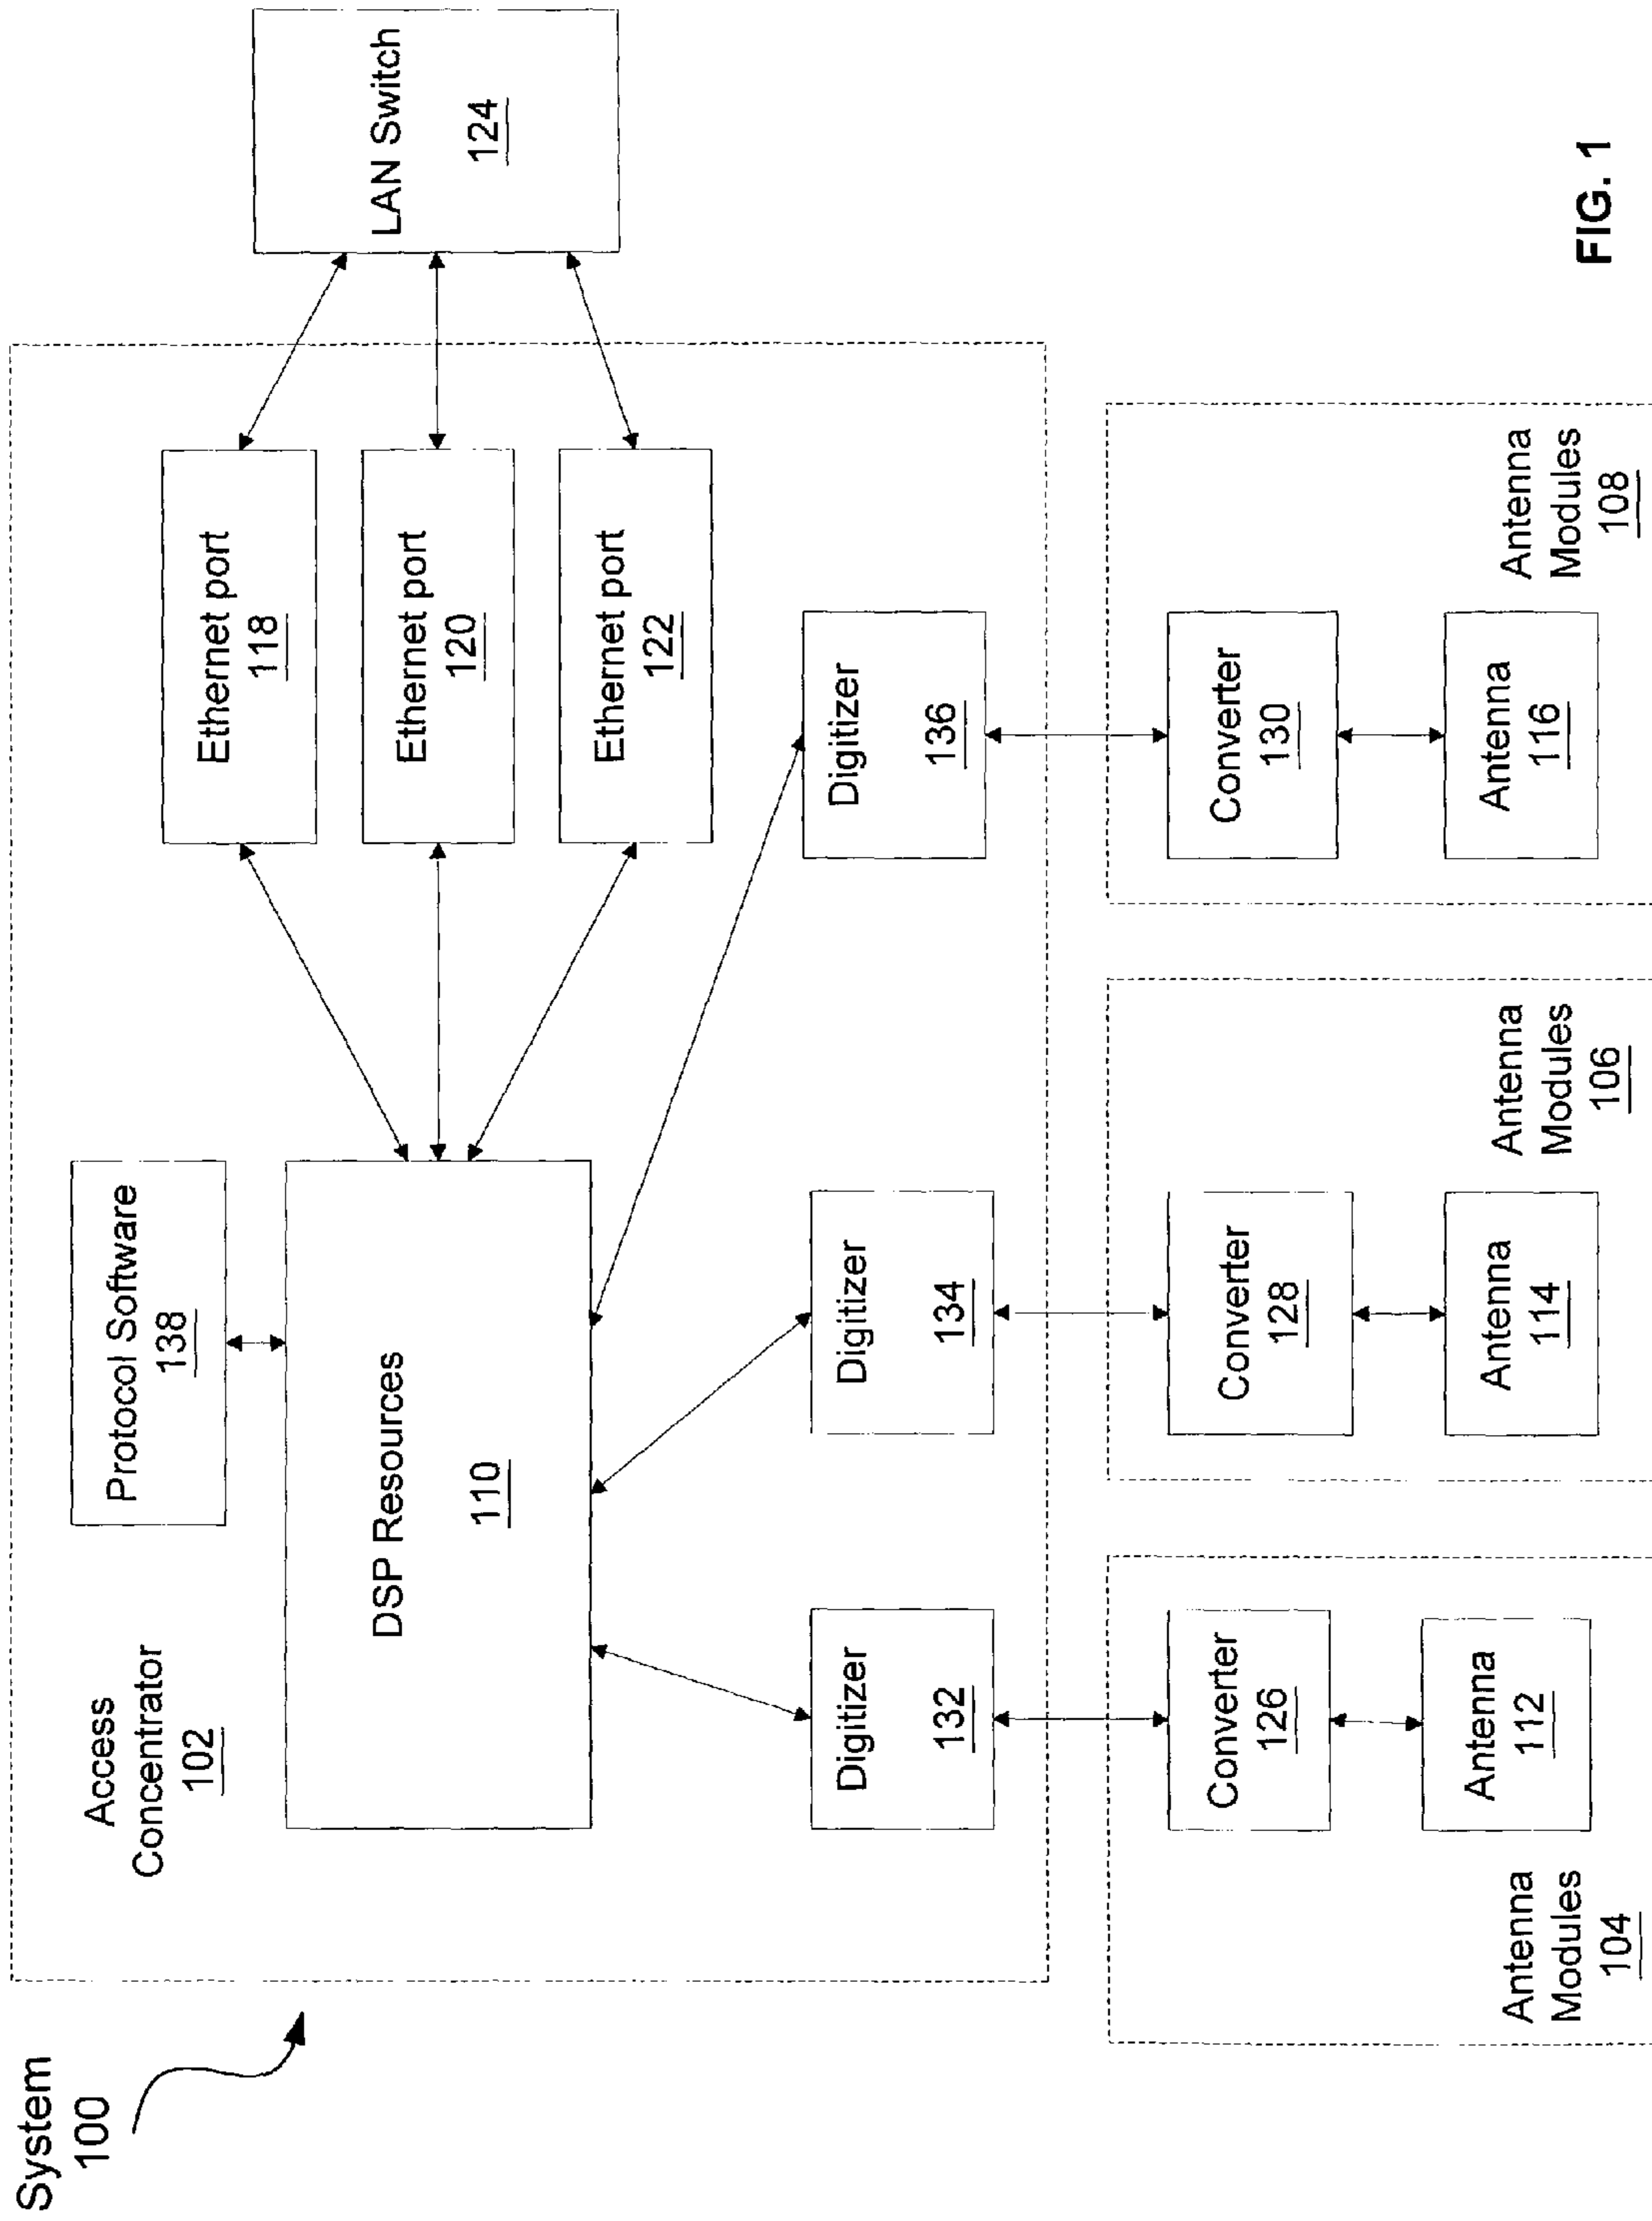 System
100
Access
Concentrator
102
Protocol Software
138
DSP Resources
110
Ethernet port
118
Ethernet port
120
Ethernet port
122
LAN Switch
124
Digitizer
132
Digitizer
134
Digitizer
136
Converter
126
Antenna
112
Antenna
Modules
104
Converter
128
Antenna
114
Antenna
Modules
106
Converter
130
Antenna
116
Antenna
Modules
108
FIG. 1